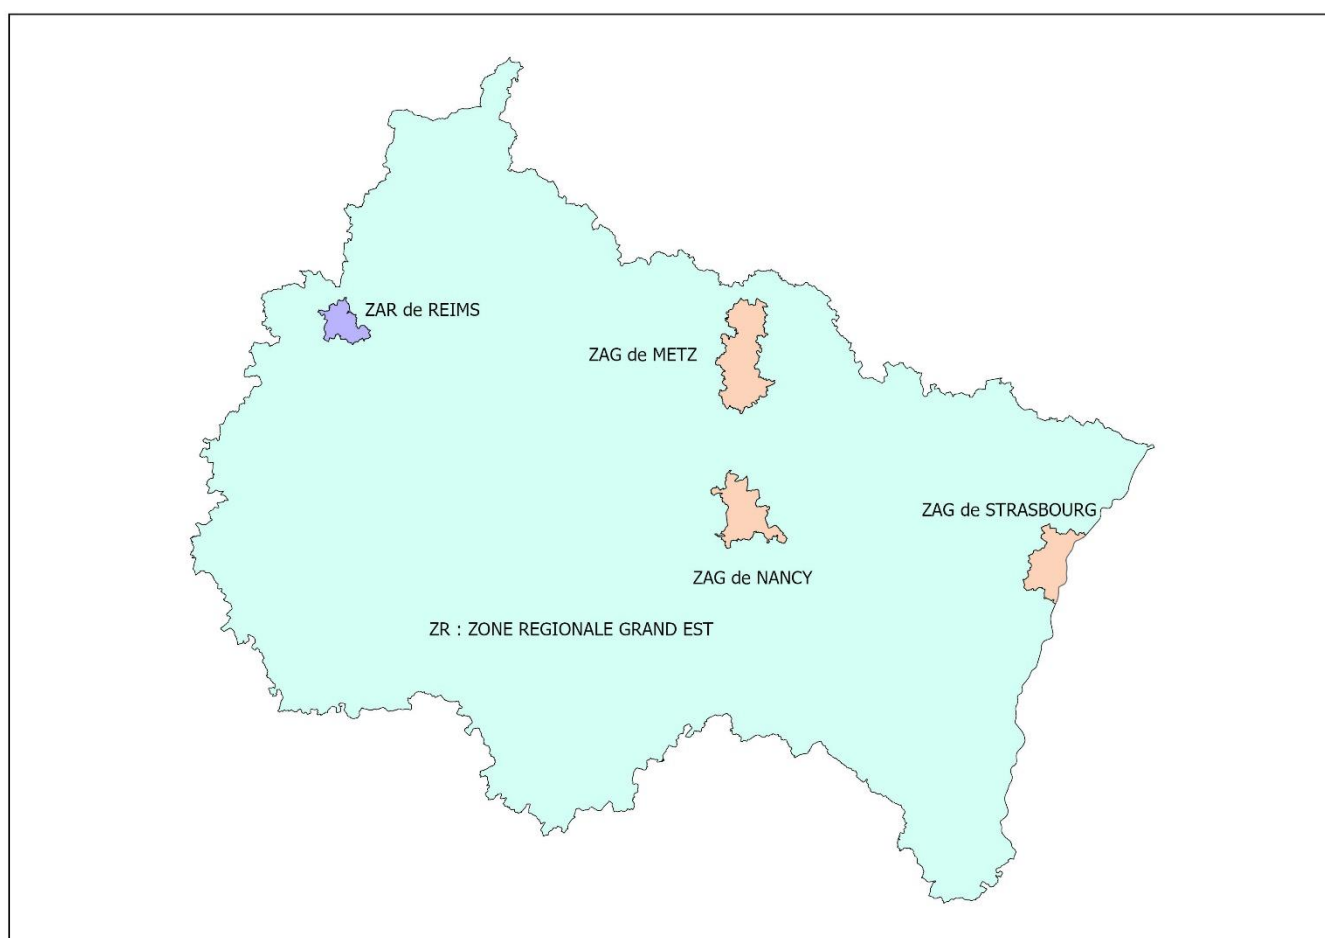 ZAR de REIMS
ZAG de METZ
ZAG de STRASBOURG
ZAG de NANCY
ZR : ZONE REGIONALE GRAND EST